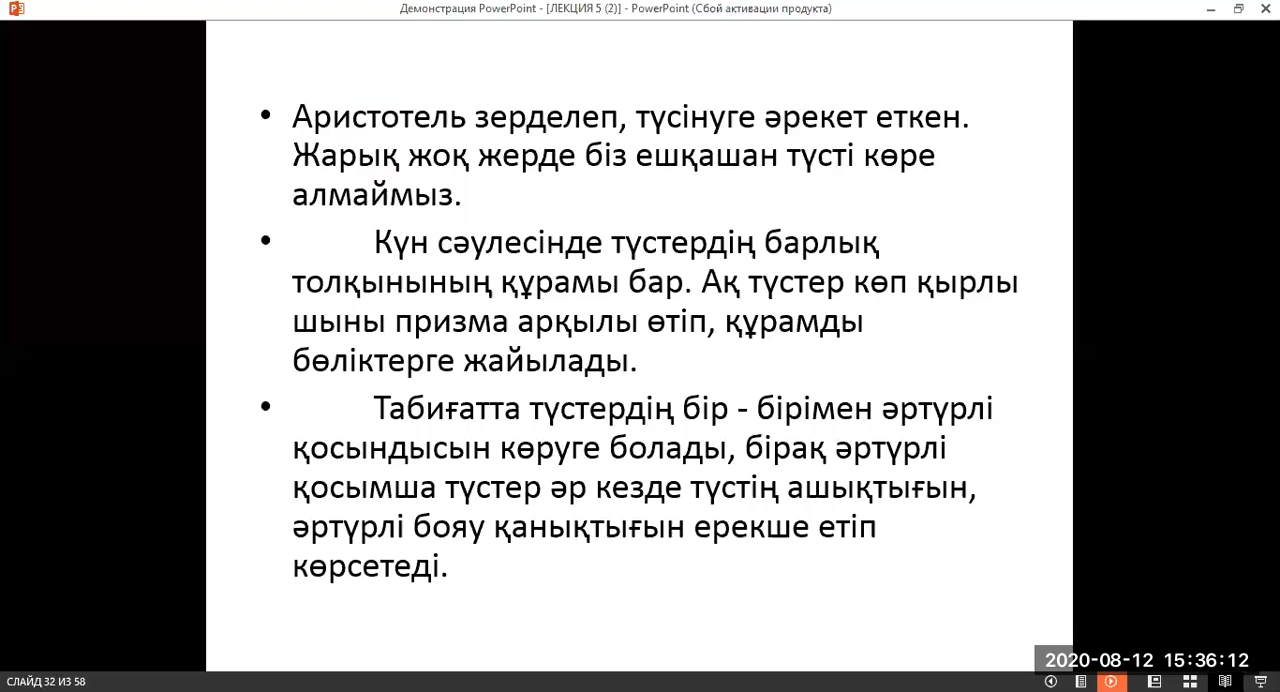 Демонстрация PowerPoint - [ЛЕКЦИЯ 5 (2)] - PowerPoint (Сбой активации продукта)
• Аристотель зерделеп, түсінуге әрекет еткен.
Жарық жоқ жерде біз ешқашан түсті көре
алмаймыз.
• Күн сәулесінде түстердің барлық
толқынының құрамы бар. Ақ түстер көп қырлы
шыны призма арқылы өтіп, құрамды
бөліктерге жайылады.
• Табиғатта түстердің бір - бірімен әртүрлі
қосындысын көруге болады, бірақ әртүрлі
қосымша түстер әр кезде түстің ашықтығын,
әртүрлі бояу қанықтығын ерекше етіп
көрсетеді.
2020-08-12 15:36:12
СЛАЙД 32 ИЗ 58